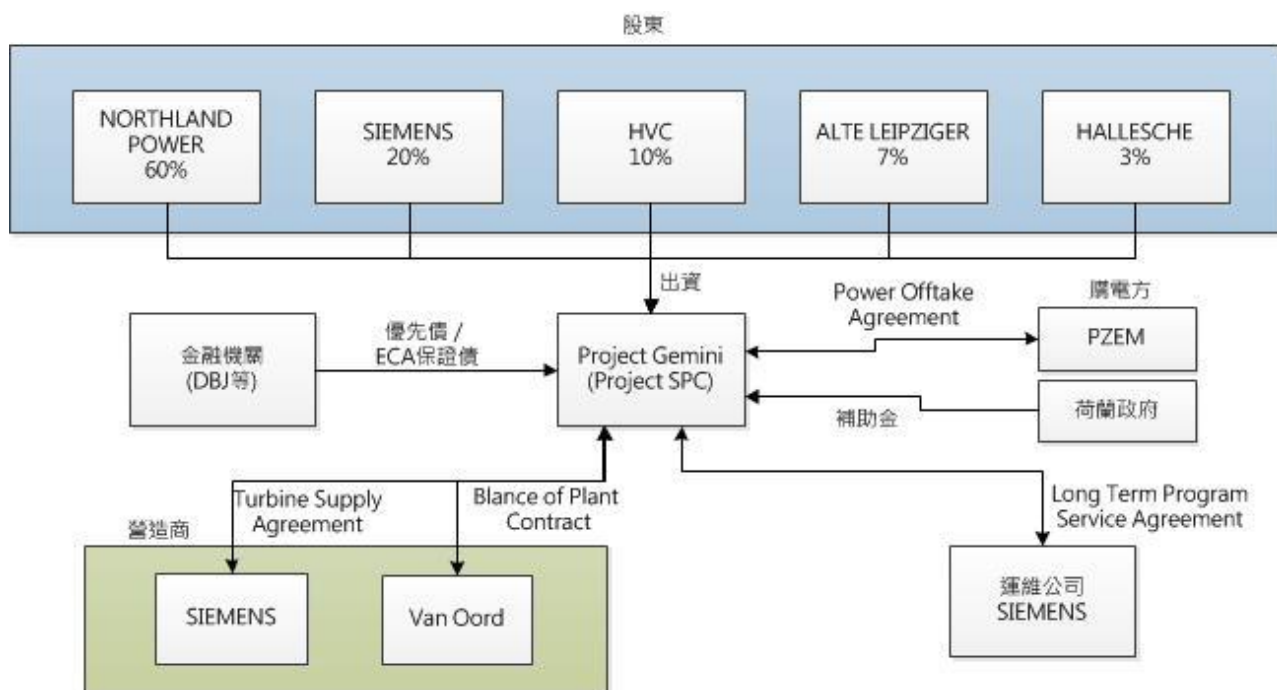 股東
NORTHLAND
POWER
60%
SIEMENS
20%
HVC
10%
ALTE LEIPZIGER
7%
HALLESCHE
3%
出資
金融機關
(DBJ等)
優先債 /
ECA保證債
Project Gemini
(Project SPC)
Power Offtake
Agreement
購電方
PZEM
補助金
荷蘭政府
Turbine Supply
Agreement
Blance of Plant
Contract
Long Term Program
Service Agreement
營造商
SIEMENS
Van Oord
運維公司
SIEMENS